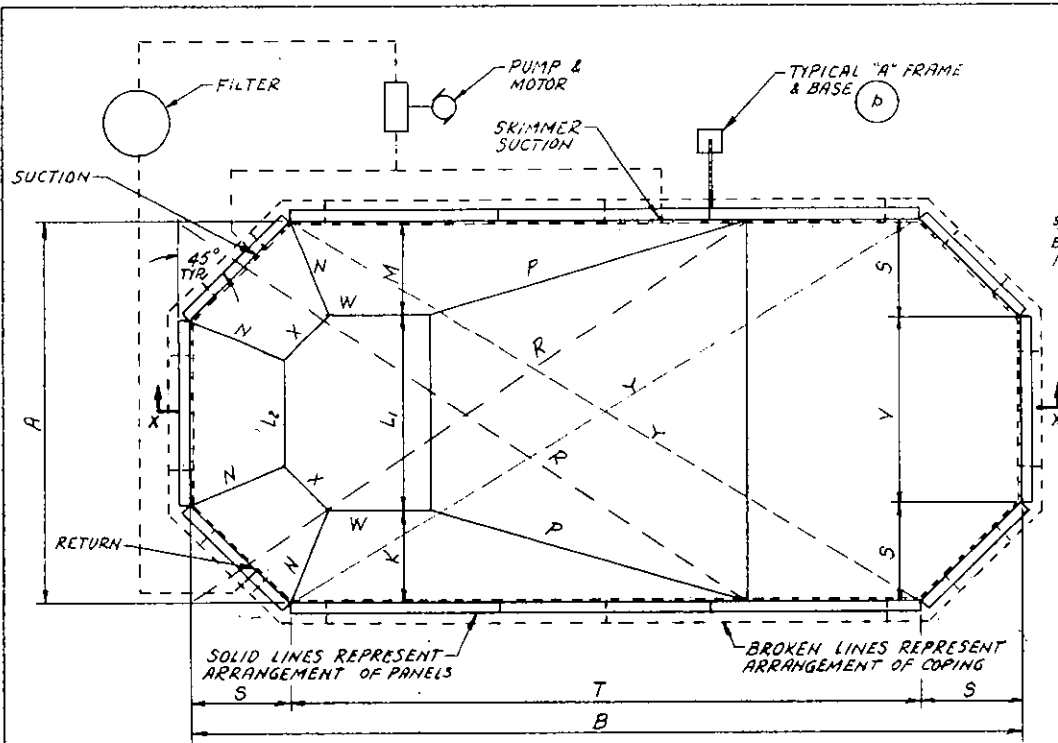 FILTER
PUMP &
MOTOR
TYPICAL "A" FRAME
& BASE
p
SKIMMER
SUCTION
SUCTION
45°
TYP.
N
M
P
S
W
N
X
R
Y
A
L2
L1
V
X
X
Y
N
X
R
W
P
RETURN
N
K
S
SOLID LINES REPRESENT
ARRANGEMENT OF PANELS
BROKEN LINES REPRESENT
ARRANGEMENT OF COPING
S
T
S
B